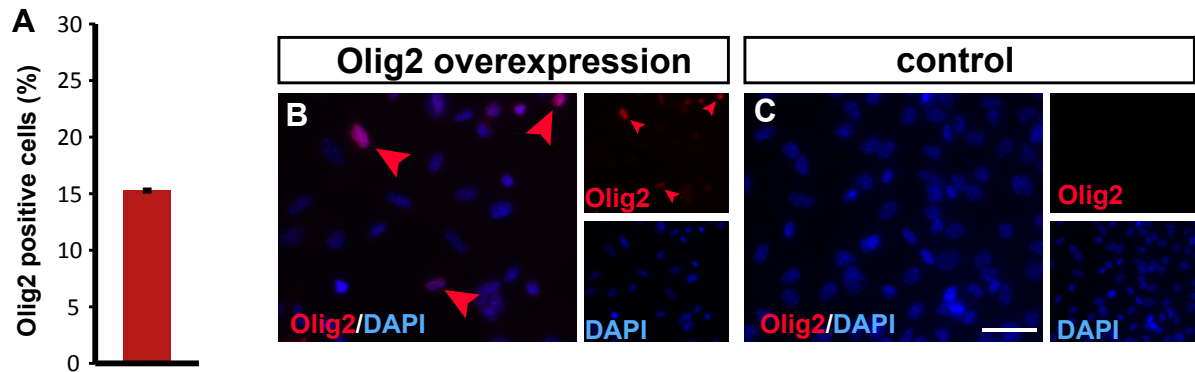 A
Olig2 positive cells (%)
30
25
20
15
10
5
0
Olig2 overexpression
control
B
Olig2/DAPI
Olig2
DAPI
C
Olig2/DAPI
Olig2
DAPI